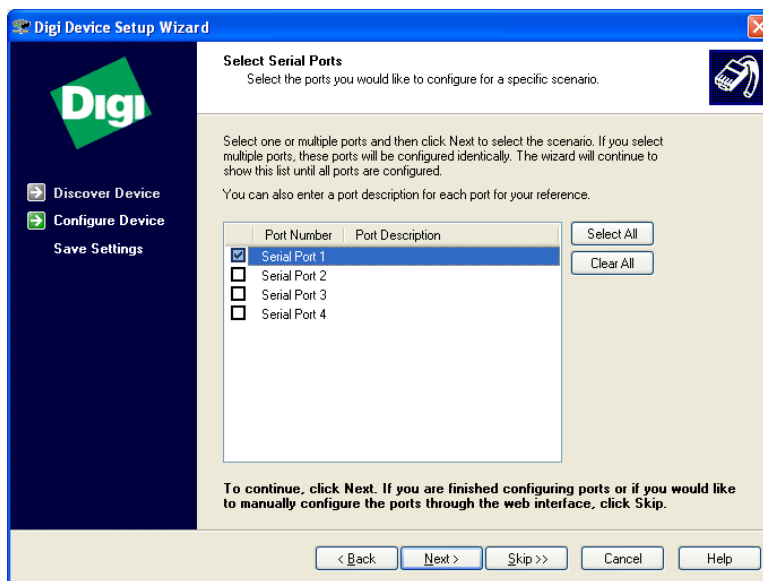 Digi Device Setup Wizard
Select Serial Ports
Select the ports you would like to configure for a specific scenario.
Digi
Discover Device
Configure Device
Save Settings
Select one or multiple ports and then click Next to select the scenario. If you select
multiple ports, these ports will be configured identically. The wizard will continue to
show this list until all ports are configured.
You can also enter a port description for each port for your reference.
Port Number Port Description
Serial Port 1
Serial Port 2
Serial Port 3
Serial Port 4
Select All
Clear All
To continue, click Next. If you are finished configuring ports or if you would like
to manually configure the ports through the web interface, click Skip.
< Back Next > Skip >> Cancel Help